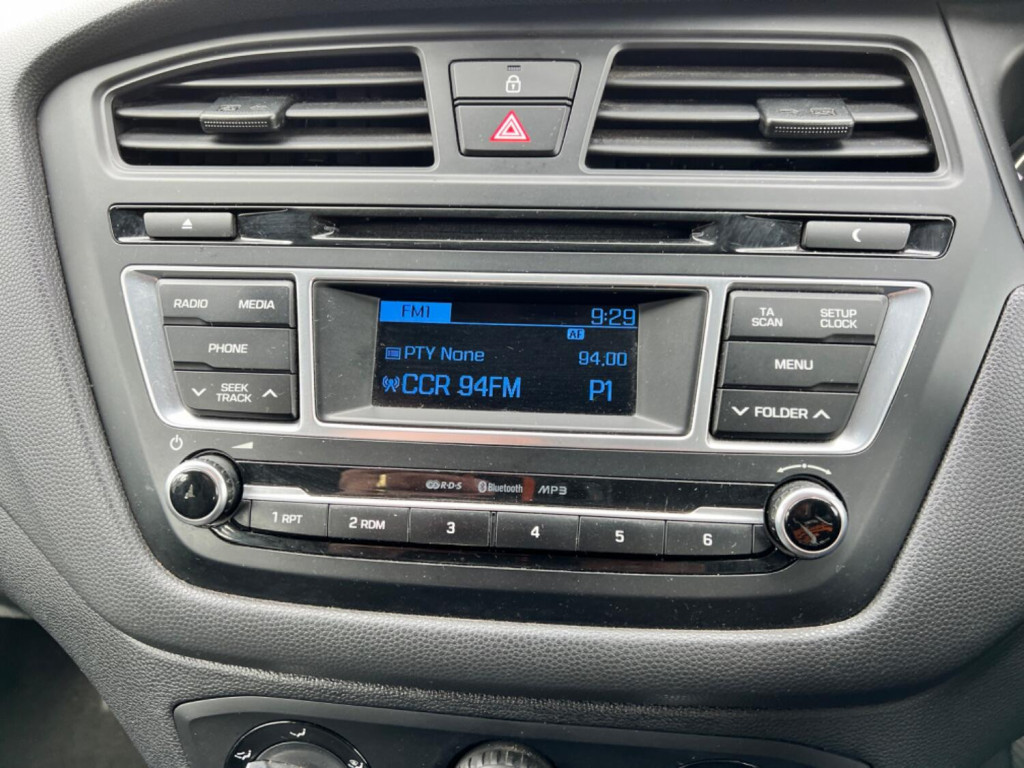 RADIO MEDIA
PHONE
SEEK
TRACK
FM1 9:29
AF
PTY None 94.00
CCR 94FM P1
TA
SCAN
SETUP
CLOCK
MENU
FOLDER
R·D·S Bluetooth MP3
1 RPT 2 RDM 3 4 5 6